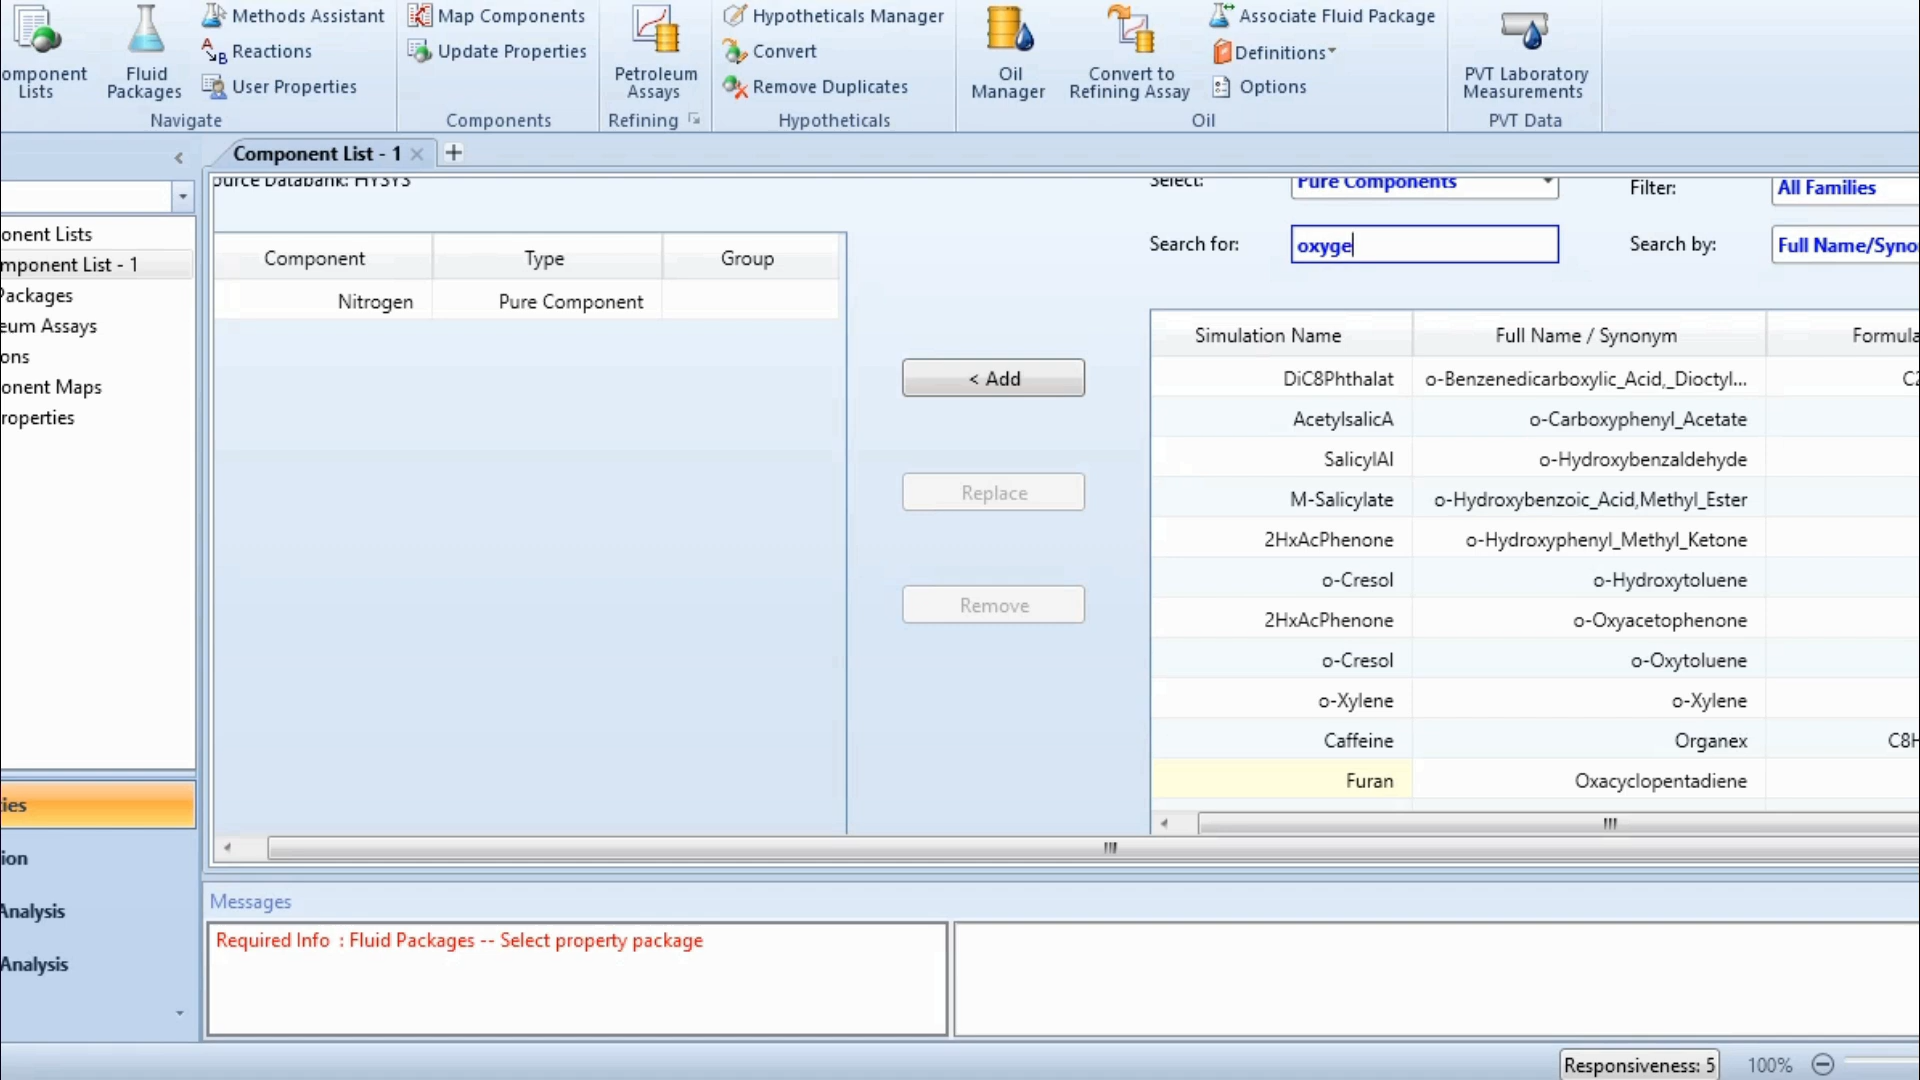 Methods Assistant
Map Components
Hypotheticals Manager
Associate Fluid Package
Reactions
Update Properties
Convert
Definitions
omponent
Lists
Fluid
Packages
User Properties
Petroleum
Assays
Remove Duplicates
Oil
Manager
Convert to
Refining Assay
Options
PVT Laboratory
Measurements
Navigate
Components
Refining
Hypotheticals
Oil
PVT Data
Component List - 1
ource Databank: HYSYS
Select:
Pure Components
Filter:
All Families
onent Lists
mponent List - 1
Packages
eum Assays
ons
onent Maps
roperties
Search for:
oxyge
Search by:
Full Name/Syno
Component Type Group
Nitrogen Pure Component
< Add
Replace
Remove
Simulation Name Full Name / Synonym Formula
DiC8Phthalat o-Benzenedicarboxylic_Acid,_Dioctyl... C2
AcetylsalicA o-Carboxyphenyl_Acetate
SalicylAl o-Hydroxybenzaldehyde
M-Salicylate o-Hydroxybenzoic_Acid,Methyl_Ester
2HxAcPhenone o-Hydroxyphenyl_Methyl_Ketone
o-Cresol o-Hydroxytoluene
2HxAcPhenone o-Oxyacetophenone
o-Cresol o-Oxytoluene
o-Xylene o-Xylene
Caffeine Organex C8H
Furan Oxacyclopentadiene
ies
ion
Analysis
Analysis
Messages
Required Info : Fluid Packages -- Select property package
Responsiveness: 5
100%